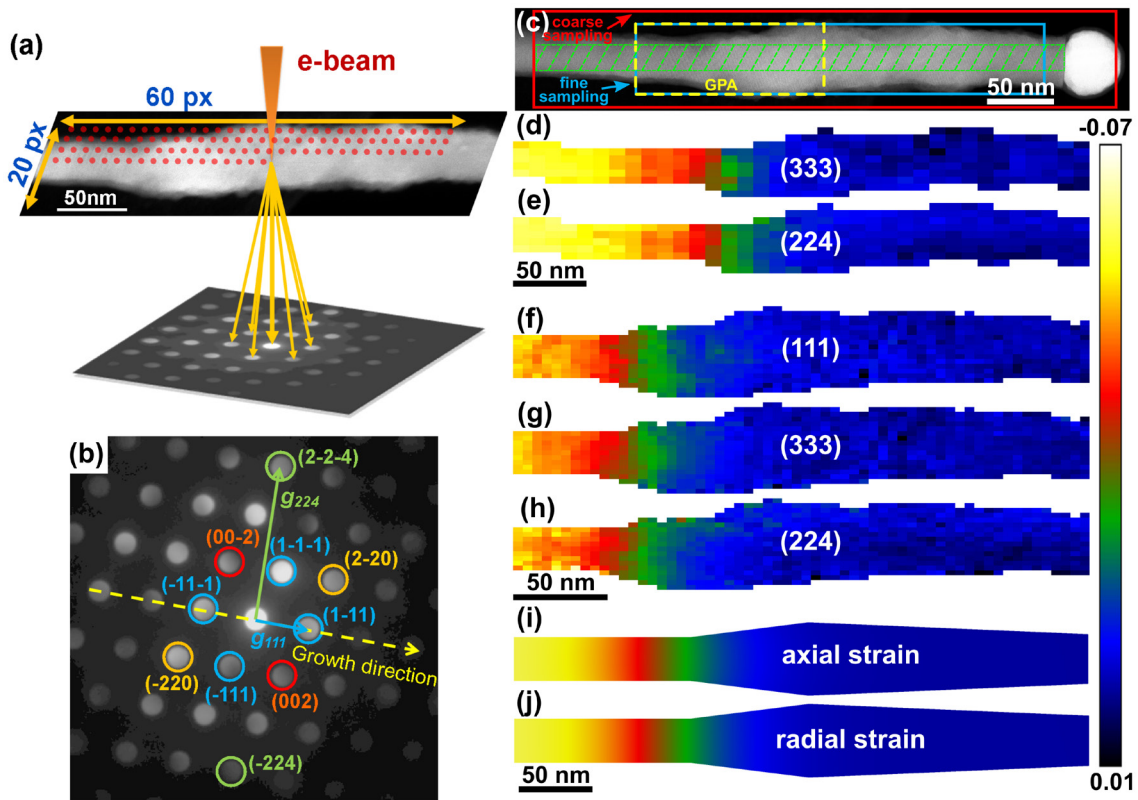 (a)
e-beam
60 px
20 px
50nm
(b)
(2-2-4)
g224
(00-2)
(1-1-1)
(2-20)
(-11-1)
(1-11)
g111
Growth direction
(-220)
(-111)
(002)
(-224)
(c)
coarse
sampling
fine
sampling
GPA
50 nm
-0.07
(d)
(333)
(e)
(224)
50 nm
(f)
(111)
(g)
(333)
(h)
(224)
50 nm
(i)
axial strain
(j)
radial strain
50 nm
0.01